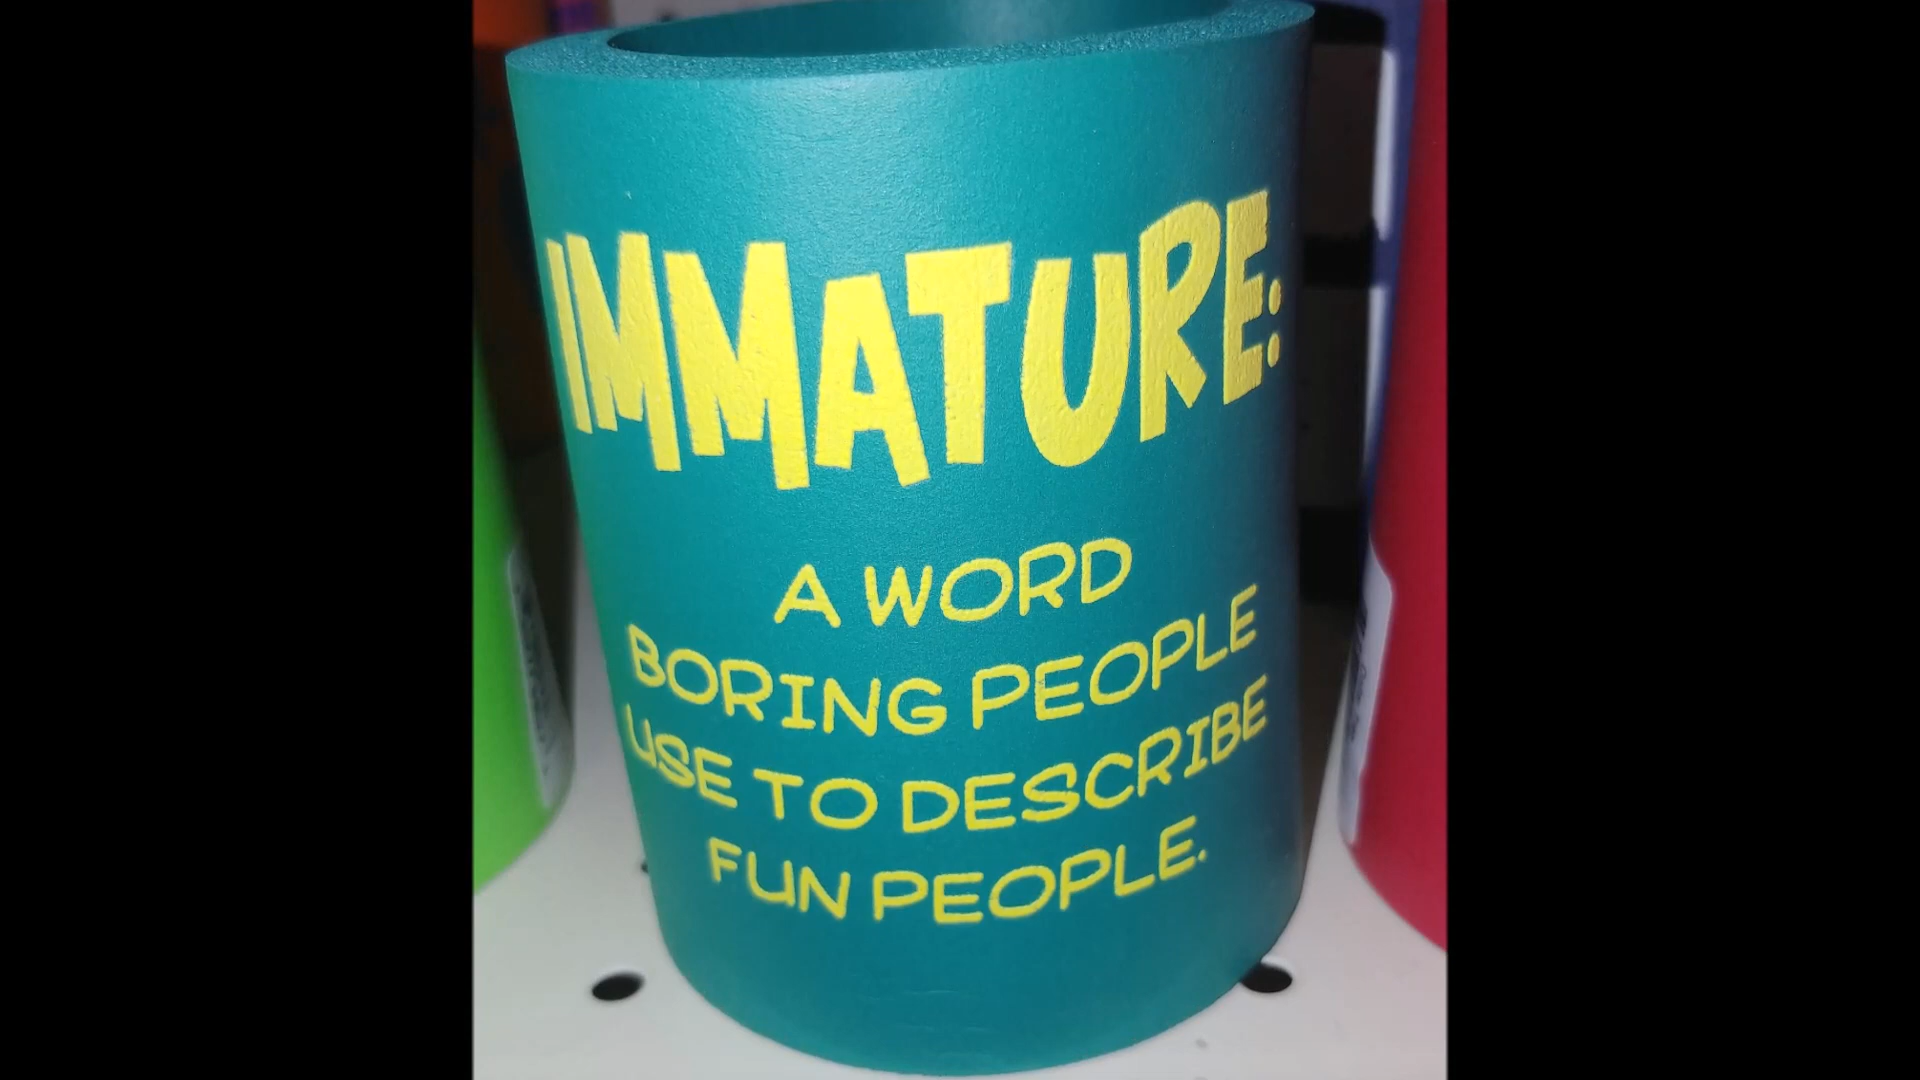 IMMATURE:
A WORD
BORING PEOPLE
USE TO DESCRIBE
FUN PEOPLE.